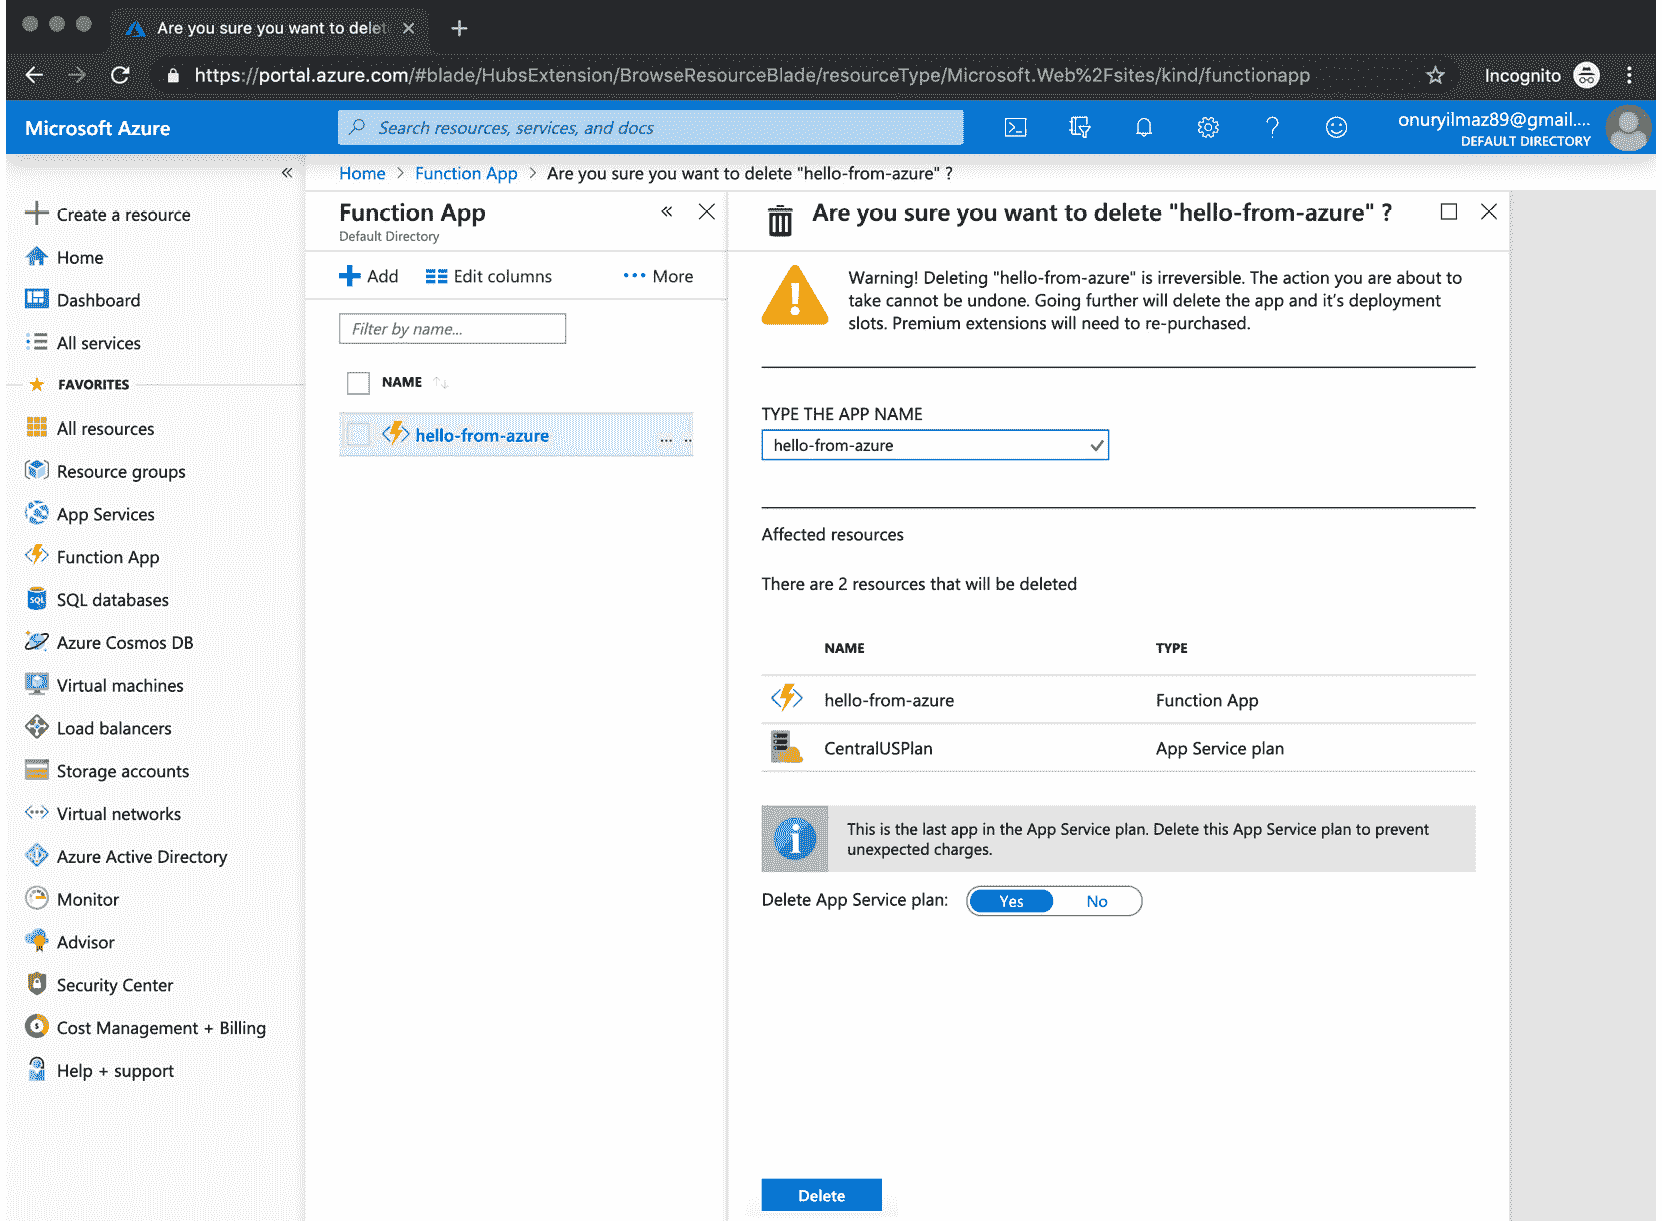 Are you sure you want to delet
https://portal.azure.com/#blade/HubsExtension/BrowseResourceBlade/resourceType/Microsoft.Web%2Fsites/kind/functionapp
Incognito
Microsoft Azure
Search resources, services, and docs
onuryilmaz89@gmail....
DEFAULT DIRECTORY
Home > Function App > Are you sure you want to delete "hello-from-azure" ?
Create a resource
Home
Dashboard
All services
FAVORITES
All resources
Resource groups
App Services
Function App
SQL databases
Azure Cosmos DB
Virtual machines
Load balancers
Storage accounts
Virtual networks
Azure Active Directory
Monitor
Advisor
Security Center
Cost Management + Billing
Help + support
Function App
Default Directory
Add
Edit columns
More
Filter by name...
NAME
hello-from-azure
Are you sure you want to delete "hello-from-azure" ?
Warning! Deleting "hello-from-azure" is irreversible. The action you are about to
take cannot be undone. Going further will delete the app and it's deployment
slots. Premium extensions will need to re-purchased.
TYPE THE APP NAME
hello-from-azure
Affected resources
There are 2 resources that will be deleted
NAME TYPE
hello-from-azure Function App
CentralUSPlan App Service plan
This is the last app in the App Service plan. Delete this App Service plan to prevent
unexpected charges.
Delete App Service plan: Yes No
Delete